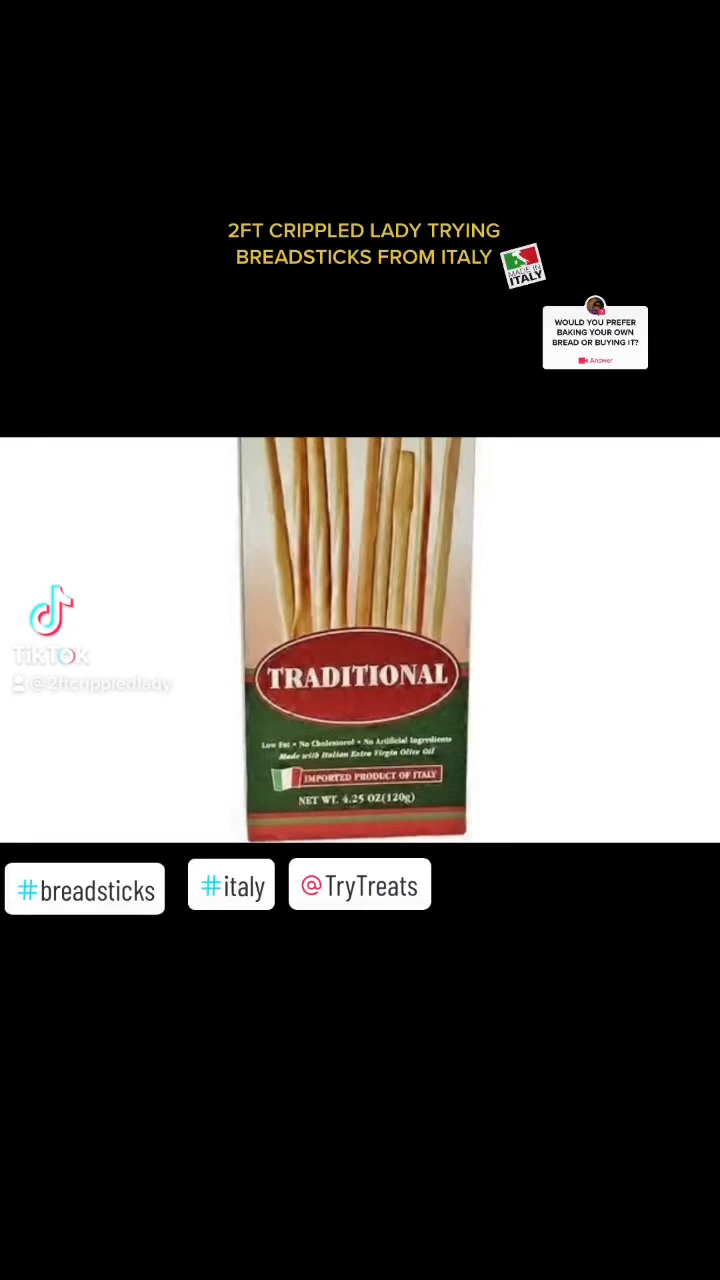 2FT CRIPPLED LADY TRYING
BREADSTICKS FROM ITALY
MADE IN
ITALY
WOULD YOU PREFER
BAKING YOUR OWN
BREAD OR BUYING IT?
Answer
TRADITIONAL
Low Fat • No Cholesterol • No Artificial Ingredients
Made with Italian Extra Virgin Olive Oil
IMPORTED PRODUCT OF ITALY
NET WT. 4.25 OZ(120g)
TikTok
@2ftcrippledlady
#breadsticks
#italy
@TryTreats